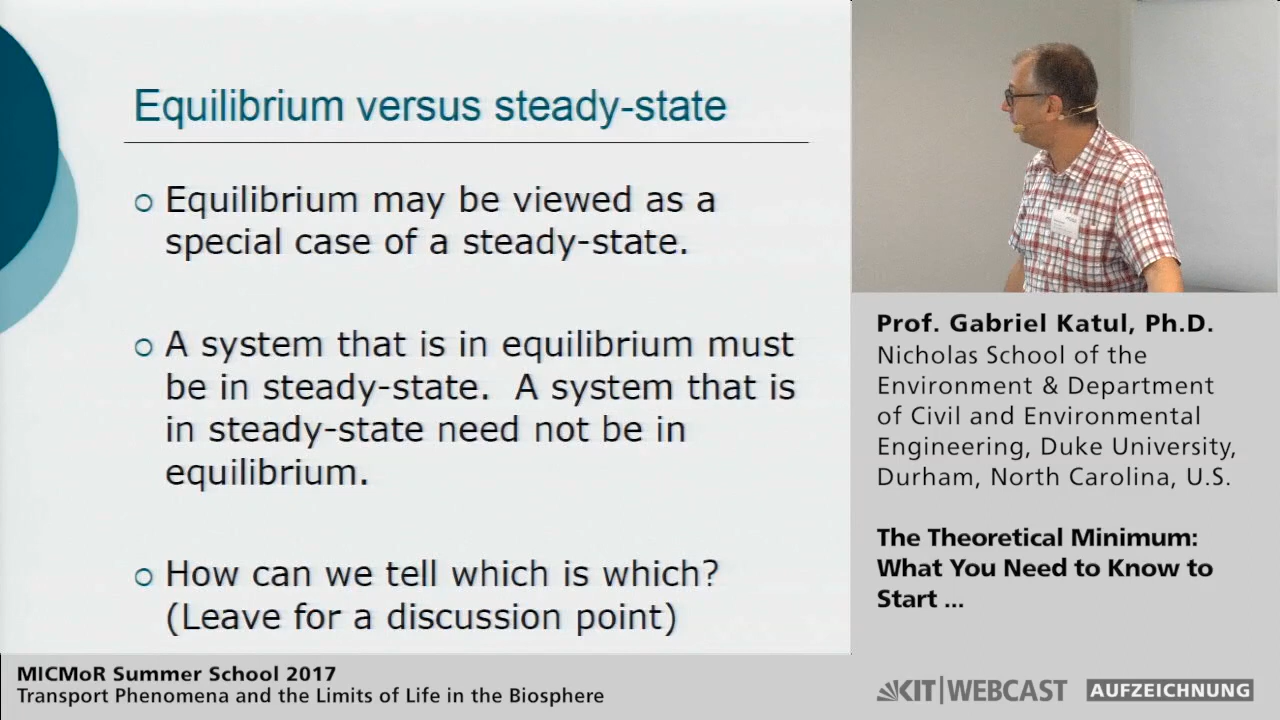 Equilibrium versus steady-state
Equilibrium may be viewed as a
special case of a steady-state.
A system that is in equilibrium must
be in steady-state. A system that is
in steady-state need not be in
equilibrium.
How can we tell which is which?
(Leave for a discussion point)
Prof. Gabriel Katul, Ph.D.
Nicholas School of the
Environment & Department
of Civil and Environmental
Engineering, Duke University,
Durham, North Carolina, U.S.
The Theoretical Minimum:
What You Need to Know to
Start ...
MICMoR Summer School 2017
Transport Phenomena and the Limits of Life in the Biosphere
KIT|WEBCAST AUFZEICHNUNG